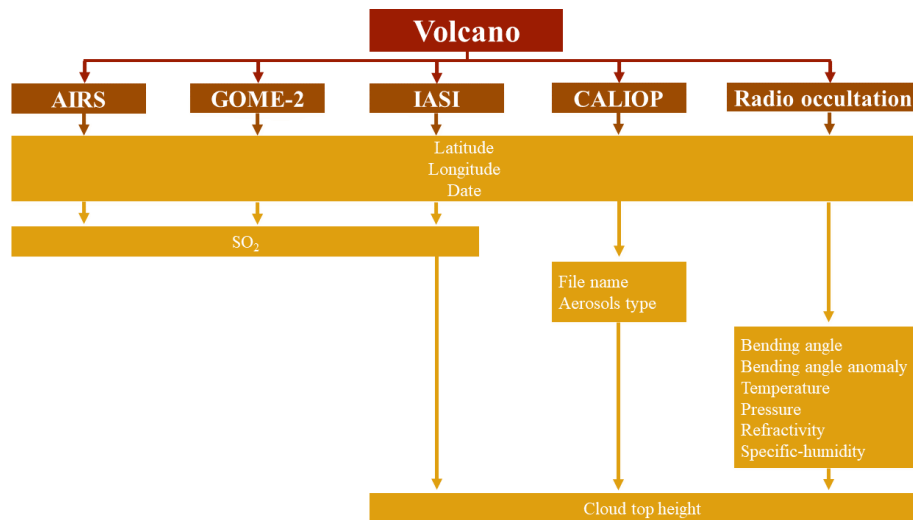 Volcano
AIRS
GOME-2
IASI
CALIOP
Radio occultation
Latitude
Longitude
Date
SO₂
File name
Aerosols type
Bending angle
Bending angle anomaly
Temperature
Pressure
Refractivity
Specific-humidity
Cloud top height